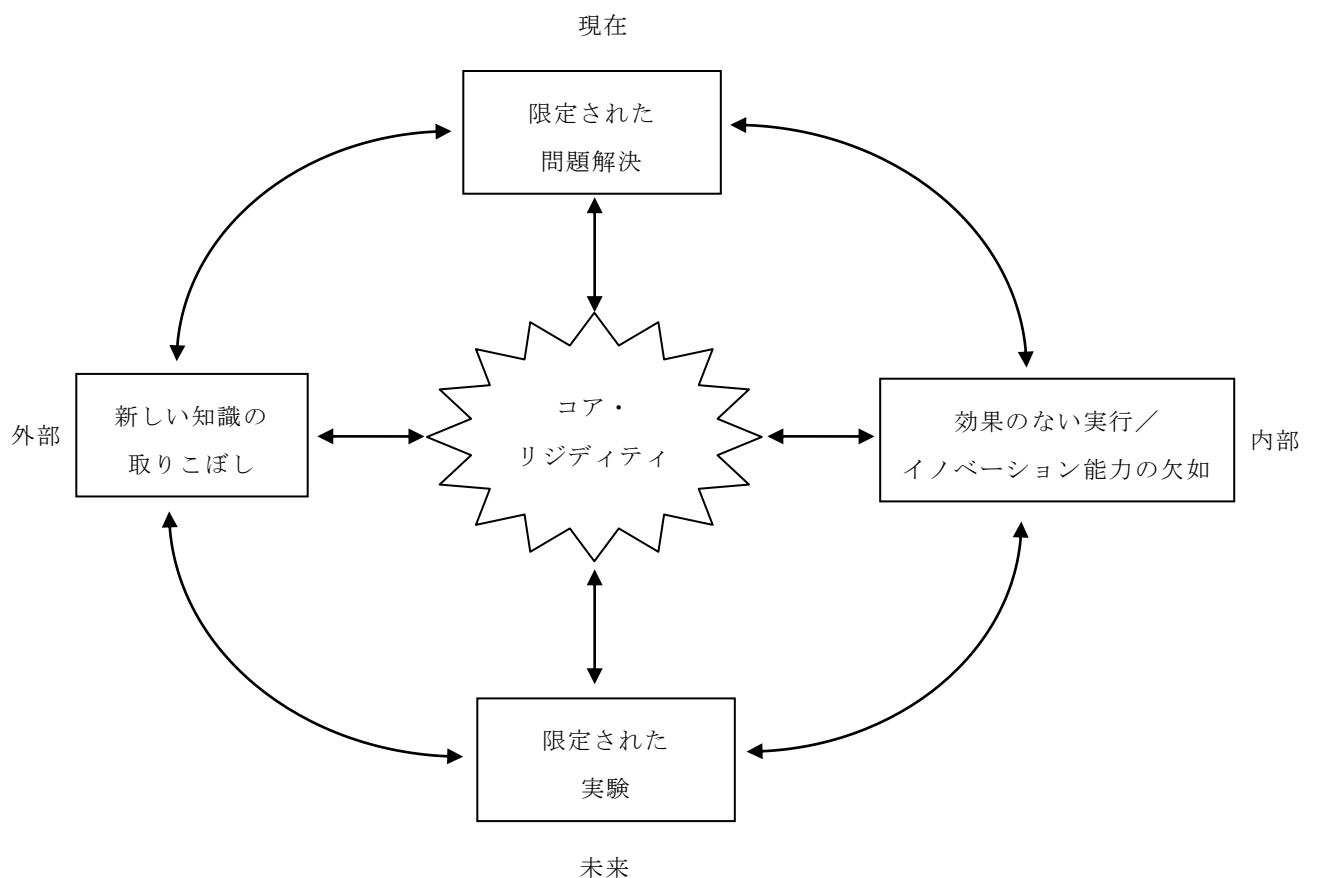 現在
限定された
問題解決
コア・
リジディティ
外部
新しい知識の
取りこぼし
効果のない実行／
イノベーション能力の欠如
内部
限定された
実験
未来